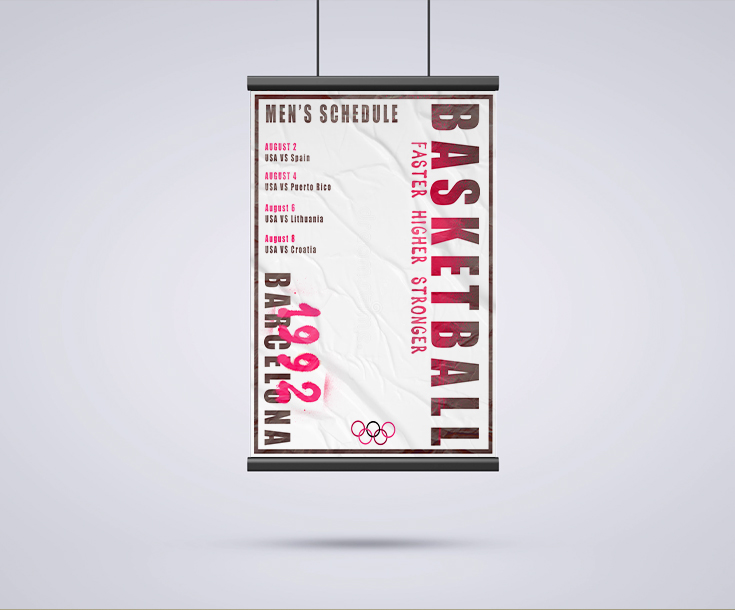 MEN'S SCHEDULE
AUGUST 2
USA VS Spain
AUGUST 4
USA VS Puerto Rico
August 6
USA VS Lithuania
August 8
USA VS Croatia
BARCELONA
1992
FASTER HIGHER STRONGER
BASKETBALL